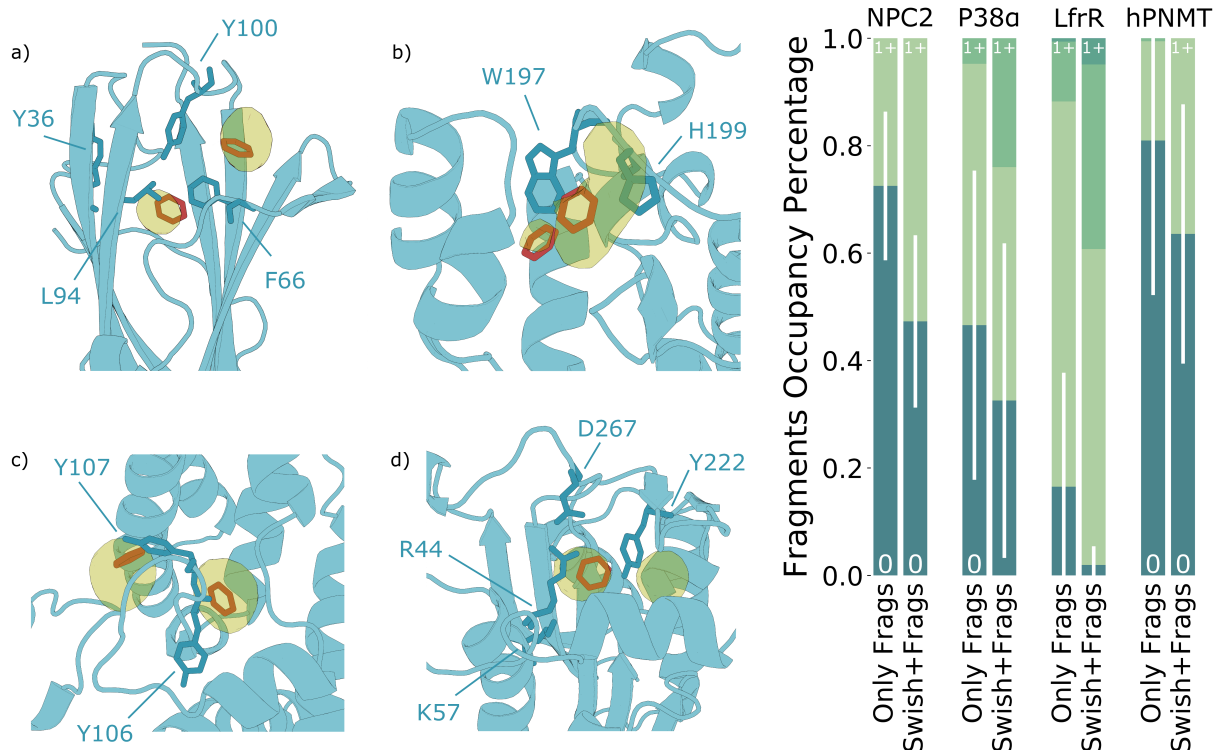 a)
Y100
Y36
L94
F66
b)
W197
H199
c)
Y107
Y106
d)
D267
Y222
R44
K57
NPC2 P38α LfrR hPNMT
Fragments Occupancy Percentage
1.0
0.8
0.6
0.4
0.2
0.0
1+ 1+ 1+ 1+ 1+ 1+ 1+
0 0 0 0 0 0
Only Frags
Swish+Frags
Only Frags
Swish+Frags
Only Frags
Swish+Frags
Only Frags
Swish+Frags